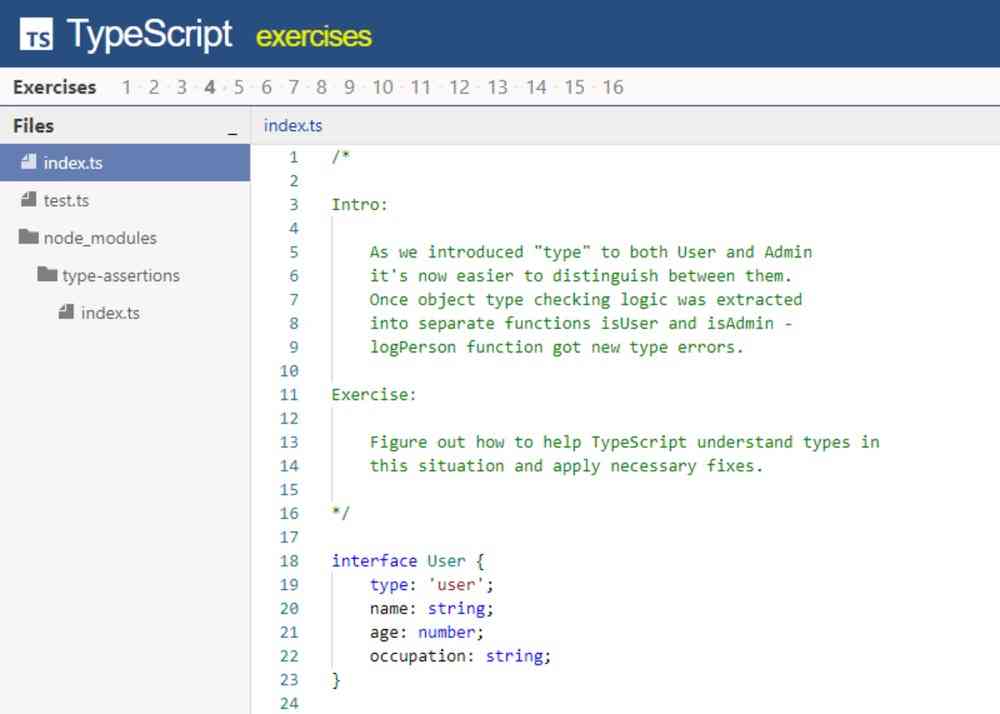 TS TypeScript exercises
Exercises 1 · 2 · 3 · 4 · 5 · 6 · 7 · 8 · 9 · 10 · 11 · 12 · 13 · 14 · 15 · 16
Files _
index.ts
test.ts
node_modules
type-assertions
index.ts
index.ts
1 /*
2
3 Intro:
4
5 As we introduced "type" to both User and Admin
6 it's now easier to distinguish between them.
7 Once object type checking logic was extracted
8 into separate functions isUser and isAdmin -
9 logPerson function got new type errors.
10
11 Exercise:
12
13 Figure out how to help TypeScript understand types in
14 this situation and apply necessary fixes.
15
16 */
17
18 interface User {
19 type: 'user';
20 name: string;
21 age: number;
22 occupation: string;
23 }
24